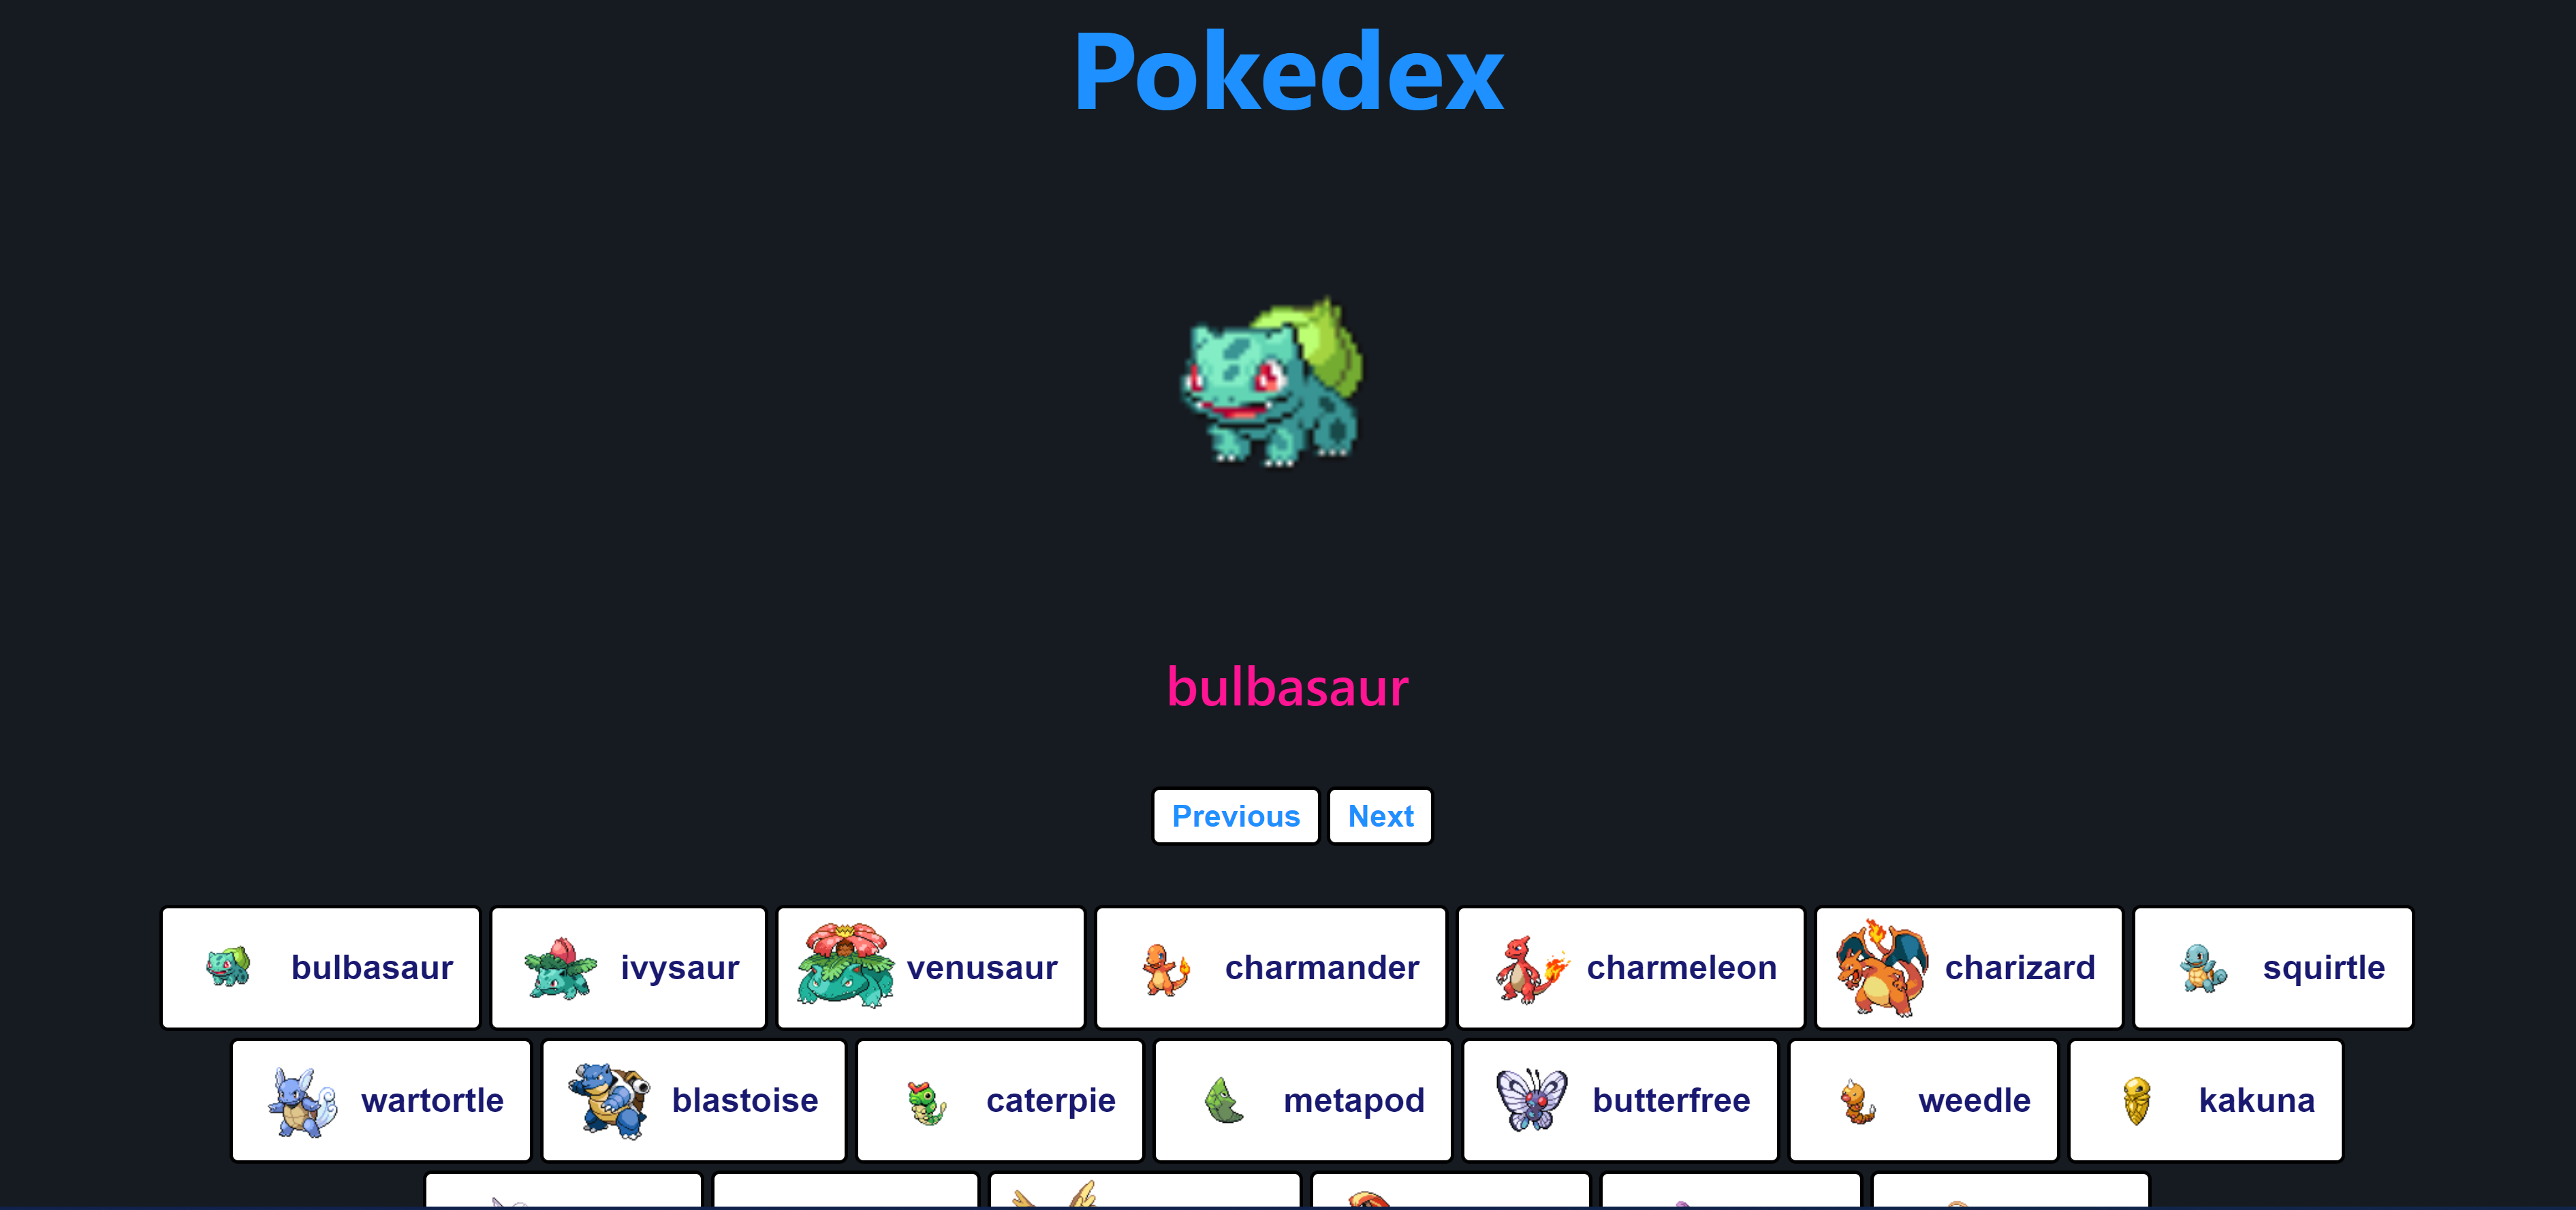 Pokedex
bulbasaur
Previous Next
bulbasaur ivysaur venusaur charmander charmeleon charizard squirtle
wartortle blastoise caterpie metapod butterfree weedle kakuna